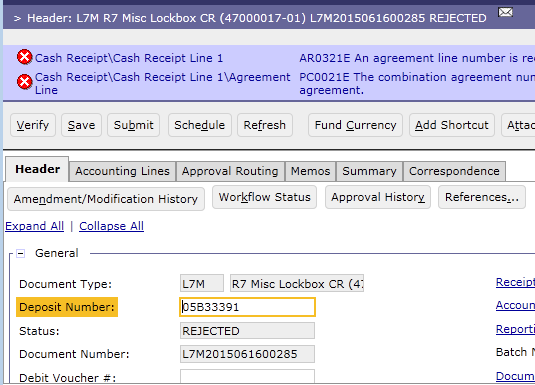 > Header: L7M R7 Misc Lockbox CR (47000017-01) L7M2015061600285 REJECTED
Cash Receipt\Cash Receipt Line 1 AR0321E An agreement line number is re
Cash Receipt\Cash Receipt Line 1\Agreement PC0021E The combination agreement num
Line agreement.
Verify Save Submit Schedule Refresh Fund Currency Add Shortcut Attac
Header Accounting Lines Approval Routing Memos Summary Correspondence
Amendment/Modification History Workflow Status Approval History References...
Expand All | Collapse All
General
Document Type: L7M R7 Misc Lockbox CR (47 Receipt
Deposit Number: 05B33391 Accoun
Status: REJECTED Reporti
Document Number: L7M2015061600285 Batch N
Debit Voucher #: Docum